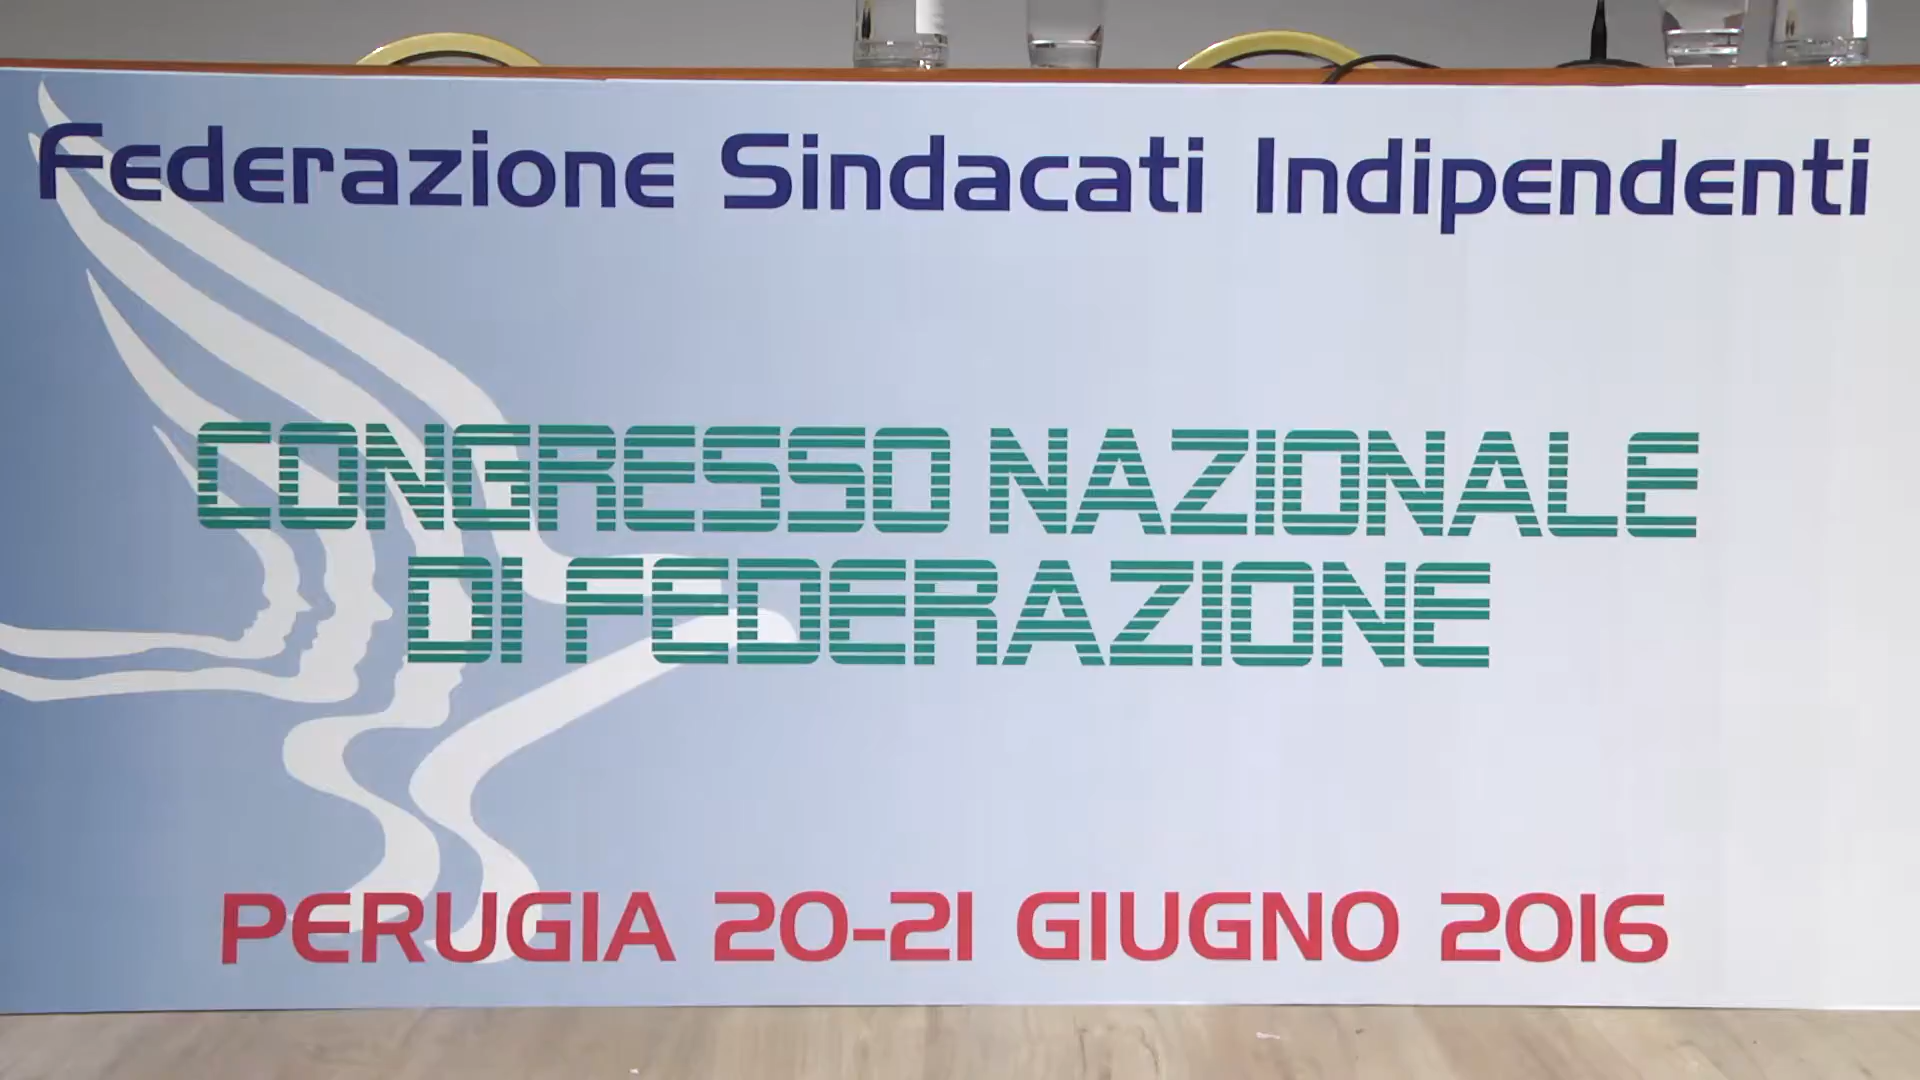 Federazione Sindacati Indipendenti
CONGRESSO NAZIONALE
DI FEDERAZIONE
PERUGIA 20-21 GIUGNO 2016